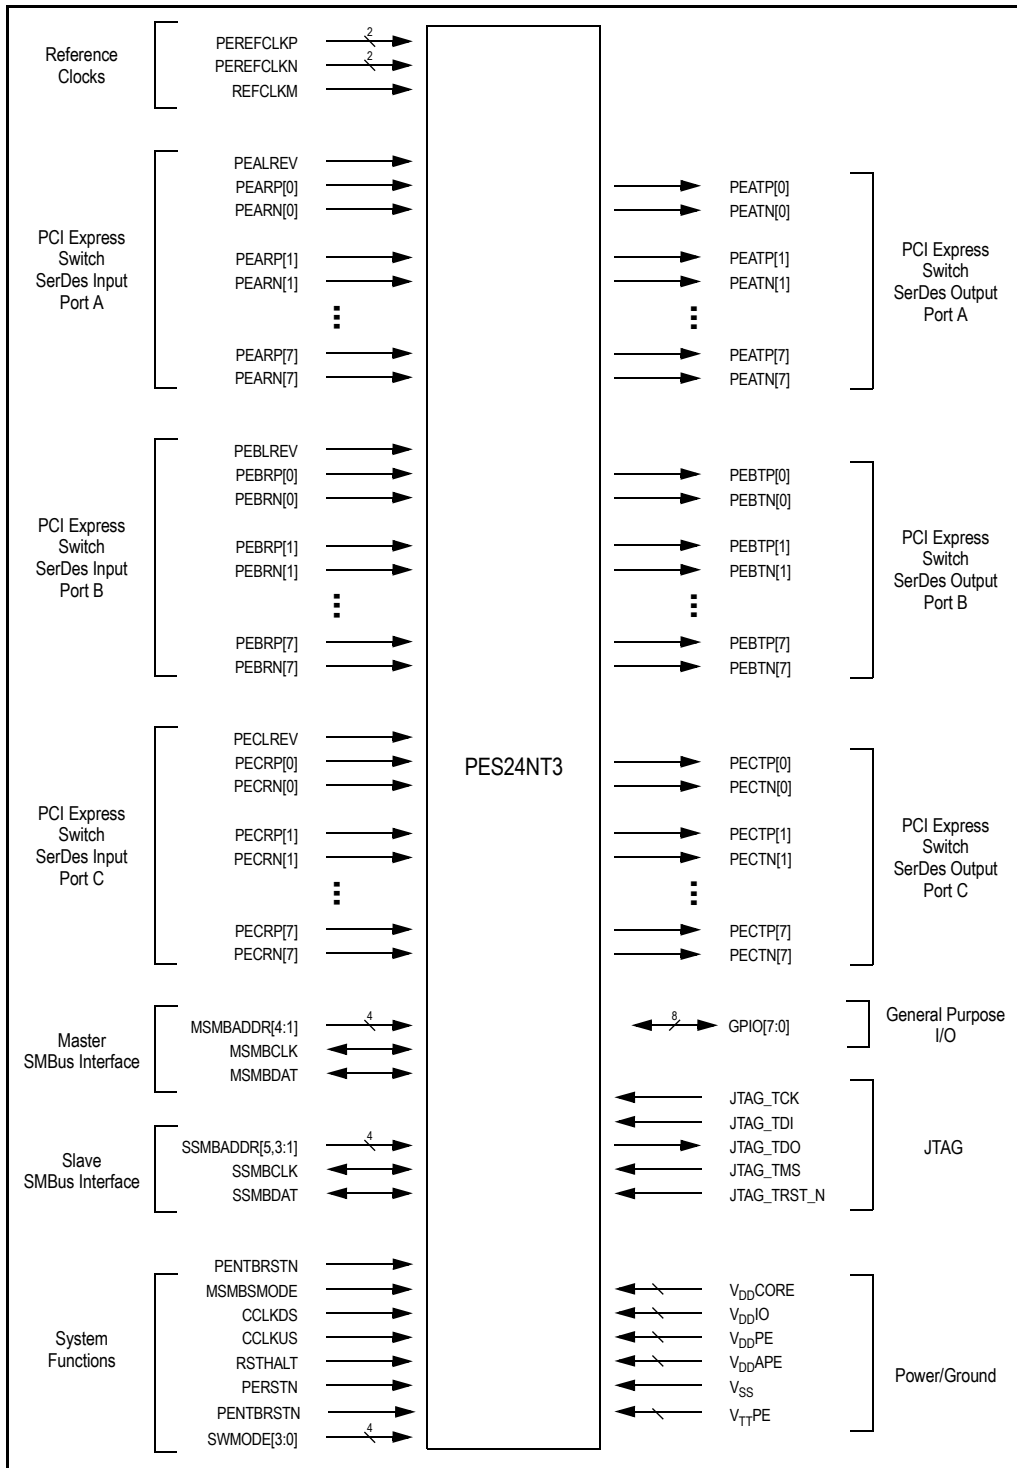 Reference
Clocks
PEREFCLKP
2
PEREFCLKN
2
REFCLKM
PCI Express
Switch
SerDes Input
Port A
PEALREV
PEARP[0]
PEARN[0]
PEARP[1]
PEARN[1]
PEARP[7]
PEARN[7]
PEATP[0]
PEATN[0]
PEATP[1]
PEATN[1]
PEATP[7]
PEATN[7]
PCI Express
Switch
SerDes Output
Port A
PCI Express
Switch
SerDes Input
Port B
PEBLREV
PEBRP[0]
PEBRN[0]
PEBRP[1]
PEBRN[1]
PEBRP[7]
PEBRN[7]
PEBTP[0]
PEBTN[0]
PEBTP[1]
PEBTN[1]
PEBTP[7]
PEBTN[7]
PCI Express
Switch
SerDes Output
Port B
PES24NT3
PCI Express
Switch
SerDes Input
Port C
PECLREV
PECRP[0]
PECRN[0]
PECRP[1]
PECRN[1]
PECRP[7]
PECRN[7]
PECTP[0]
PECTN[0]
PECTP[1]
PECTN[1]
PECTP[7]
PECTN[7]
PCI Express
Switch
SerDes Output
Port C
Master
SMBus Interface
MSMBADDR[4:1]
4
MSMBCLK
MSMBDAT
8
GPIO[7:0]
General Purpose
I/O
Slave
SMBus Interface
SSMBADDR[5,3:1]
4
SSMBCLK
SSMBDAT
JTAG_TCK
JTAG_TDI
JTAG_TDO
JTAG_TMS
JTAG_TRST_N
JTAG
System
Functions
PENTBRSTN
MSMBSMODE
CCLKDS
CCLKUS
RSTHALT
PERSTN
PENTBRSTN
SWMODE[3:0]
4
VDDCORE
VDDIO
VDDPE
VDDAPE
VSS
VTTPE
Power/Ground